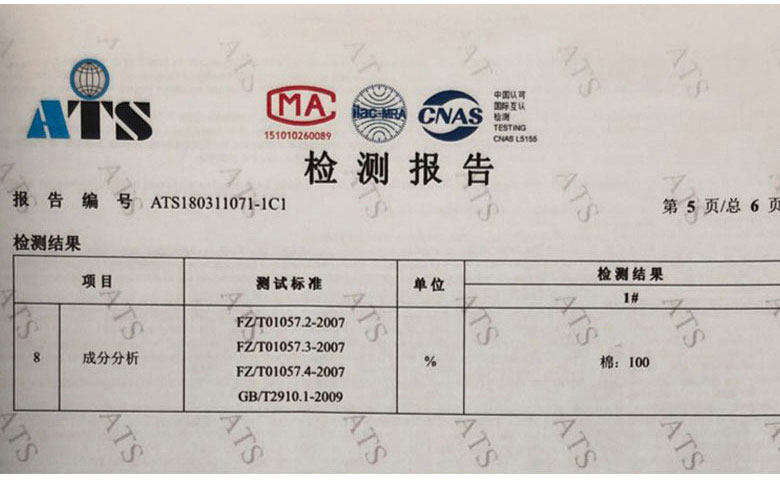 ATS
MA
151010260089
ilac-MRA
CNAS
中国认可
国际互认
检测
TESTING
CNAS L5155
检测报告
报告编号 ATS180311071-1C1
第 5 页/总 6 页
检测结果
项目 测试标准 单位 检测结果
1#
8 成分分析 % 棉：100
FZ/T01057.2-2007
FZ/T01057.3-2007
FZ/T01057.4-2007
GB/T2910.1-2009